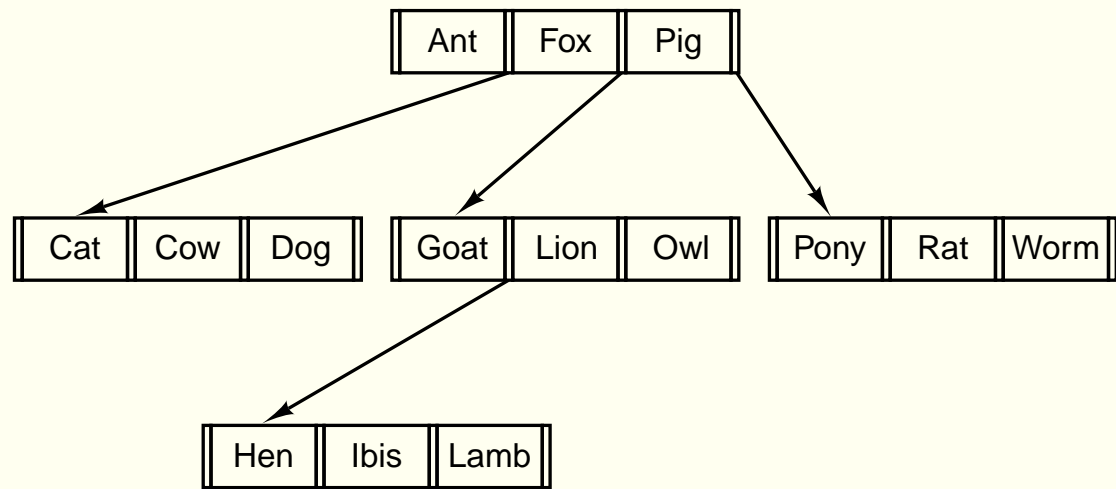 Ant Fox Pig
Cat Cow Dog Goat Lion Owl Pony Rat Worm
Hen Ibis Lamb